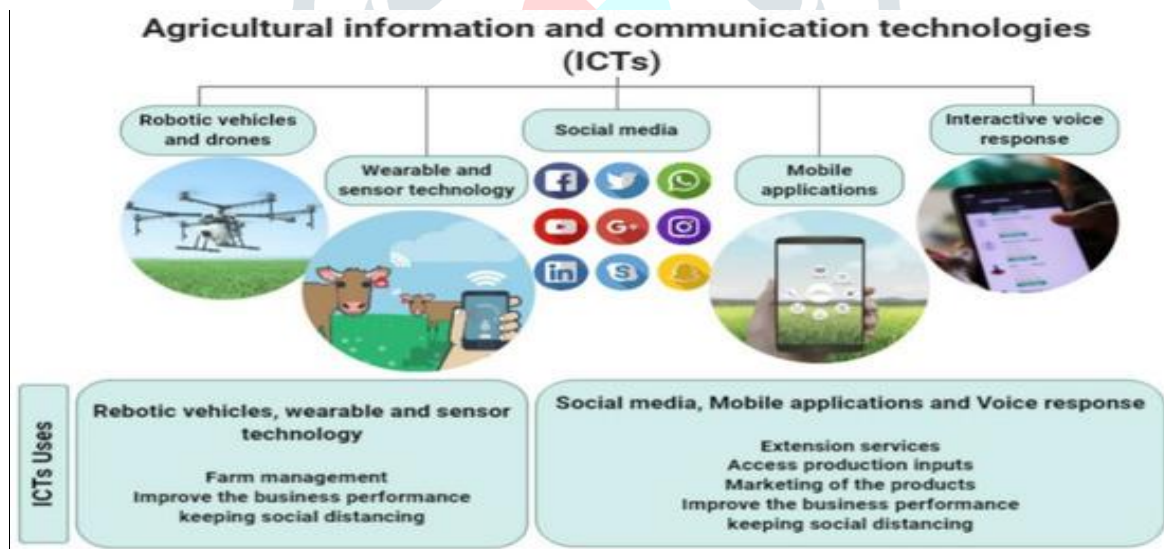 Agricultural information and communication technologies
(ICTs)
Robotic vehicles
and drones
Wearable and
sensor technology
Social media
Mobile
applications
Interactive voice
response
ICTs Uses
Rebotic vehicles, wearable and sensor
technology
Farm management
Improve the business performance
keeping social distancing
Social media, Mobile applications and Voice response
Extension services
Access production inputs
Marketing of the products
Improve the business performance
keeping social distancing